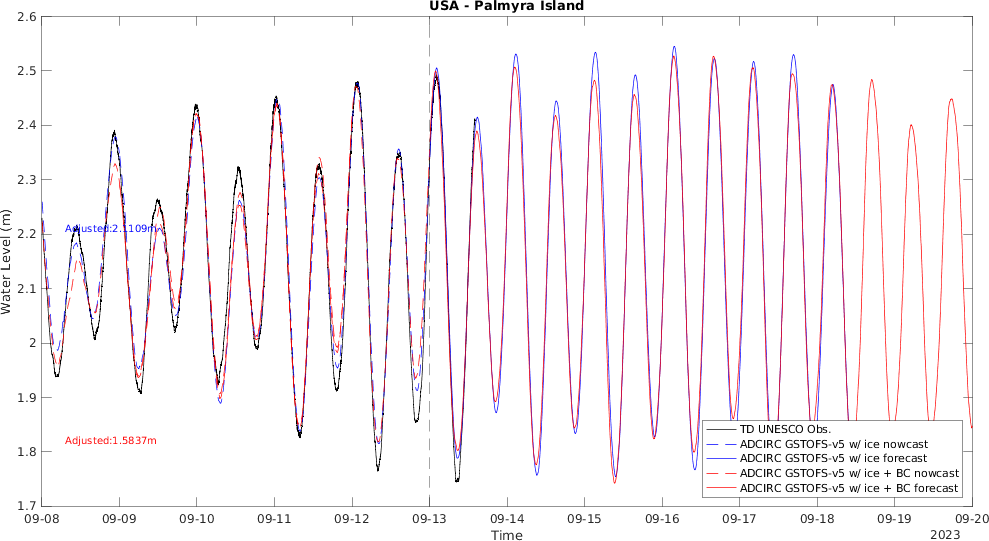 USA - Palmyra Island
2.6
2.5
2.4
2.3
2.2
2.1
2
1.9
1.8
1.7
Water Level (m)
Adjusted:2.1109m
Adjusted:1.5837m
TD UNESCO Obs.
ADCIRC GSTOFS-v5 w/ ice nowcast
ADCIRC GSTOFS-v5 w/ ice forecast
ADCIRC GSTOFS-v5 w/ ice + BC nowcast
ADCIRC GSTOFS-v5 w/ ice + BC forecast
09-08 09-09 09-10 09-11 09-12 09-13 09-14 09-15 09-16 09-17 09-18 09-19 09-20
Time 2023